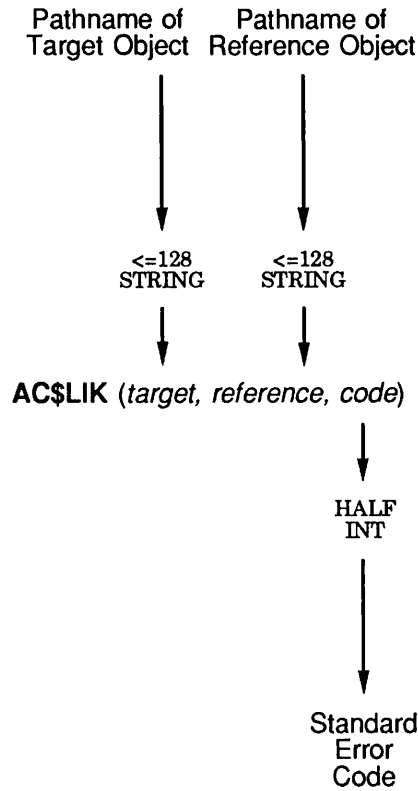 Pathname of
Target Object
Pathname of
Reference Object
<=128
STRING
<=128
STRING
AC$LIK (target, reference, code)
HALF
INT
Standard
Error
Code